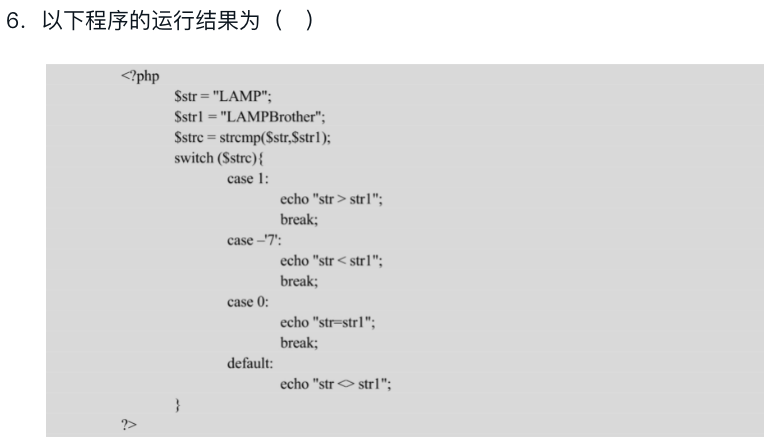 6. 以下程序的运行结果为（ ）
<?php
$str = "LAMP";
$str1 = "LAMPBrother";
$strc = strcmp($str,$str1);
switch ($strc){
case 1:
echo "str > str1";
break;
case –'7':
echo "str < str1";
break;
case 0:
echo "str=str1";
break;
default:
echo "str <> str1";
}
?>